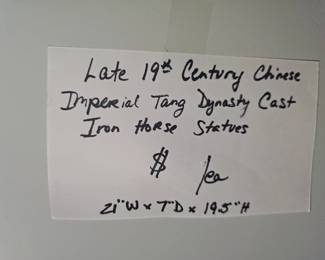 Late 19th Century Chinese
Imperial Tang Dynasty Cast
Iron Horse Statues
$ /ea
21"W x 7"D x 19.5"H